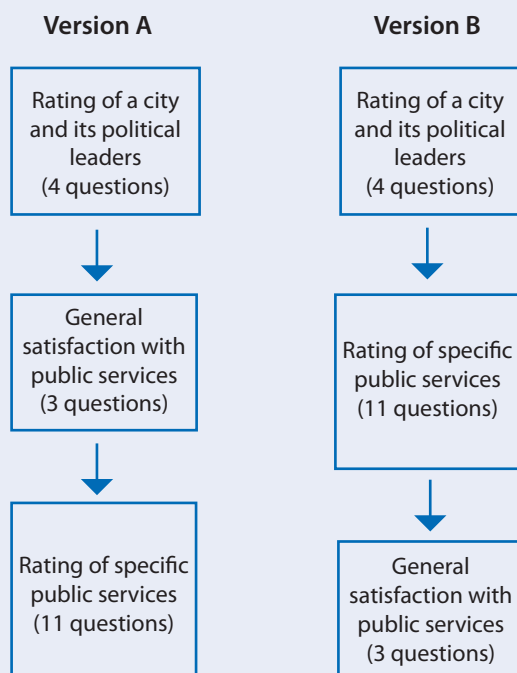 Version A
Rating of a city
and its political
leaders
(4 questions)
General
satisfaction with
public services
(3 questions)
Rating of specific
public services
(11 questions)
Version B
Rating of a city
and its political
leaders
(4 questions)
Rating of specific
public services
(11 questions)
General
satisfaction with
public services
(3 questions)